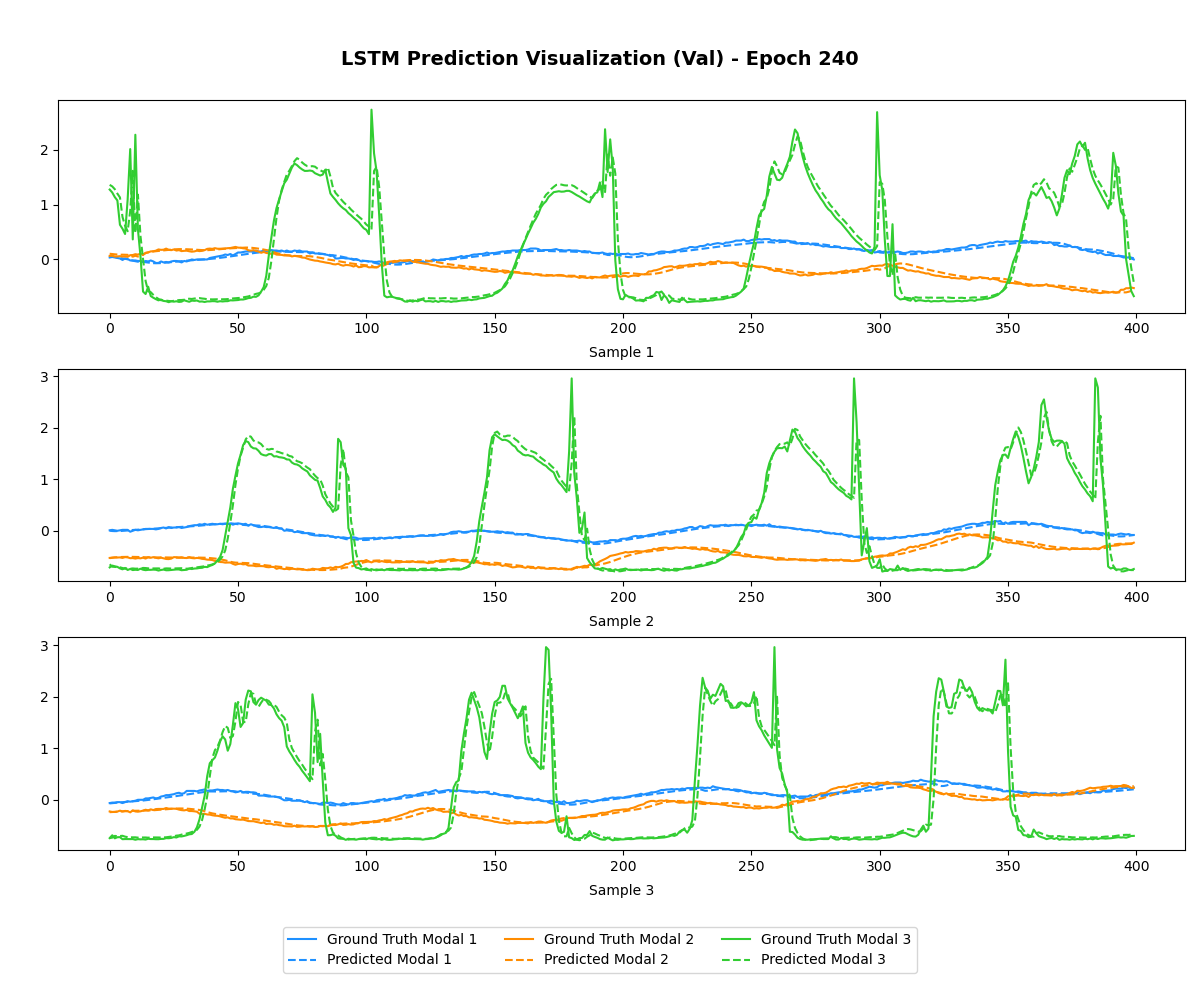 LSTM Prediction Visualization (Val) - Epoch 240
2
1
0
0 50 100 150 200 250 300 350 400
Sample 1
3
2
1
0
0 50 100 150 200 250 300 350 400
Sample 2
3
2
1
0
0 50 100 150 200 250 300 350 400
Sample 3
Ground Truth Modal 1 Ground Truth Modal 2 Ground Truth Modal 3
Predicted Modal 1 Predicted Modal 2 Predicted Modal 3